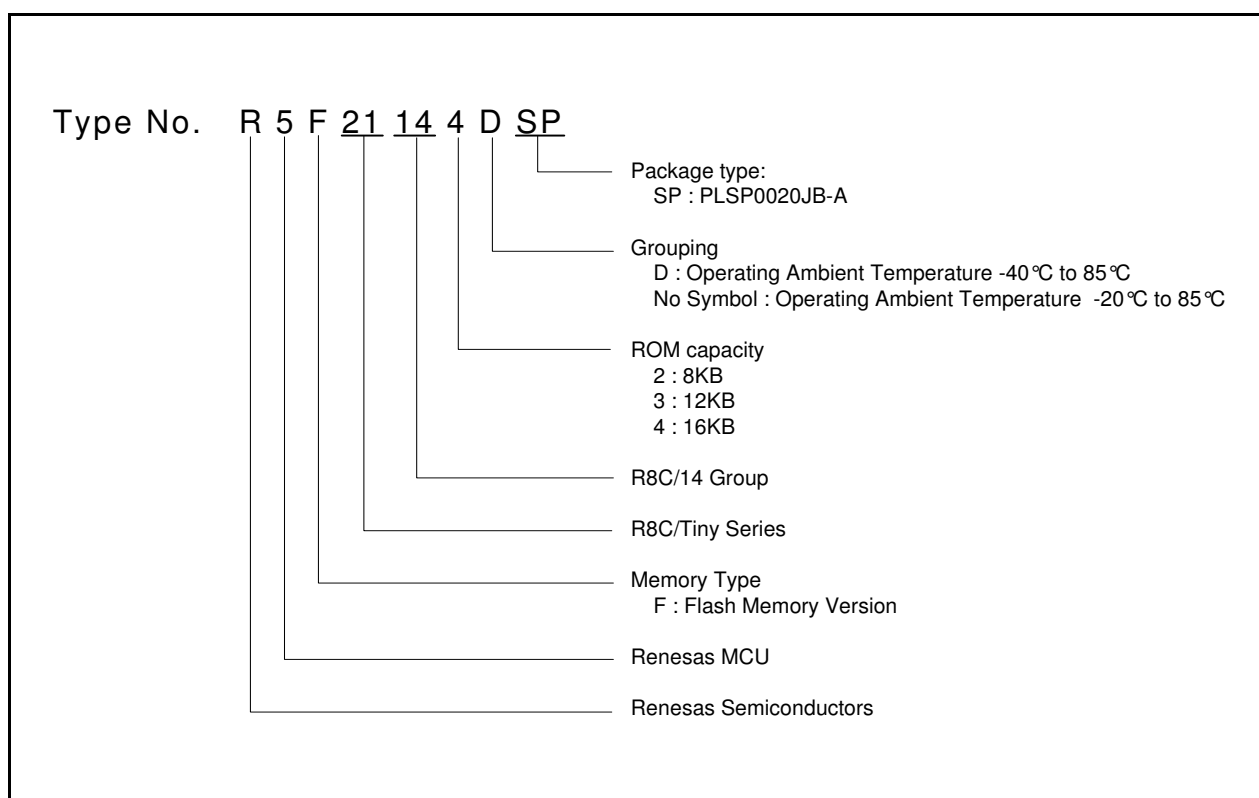 Type No. R 5 F 21 14 4 D SP
Package type:
SP : PLSP0020JB-A
Grouping
D : Operating Ambient Temperature -40°C to 85°C
No Symbol : Operating Ambient Temperature -20°C to 85°C
ROM capacity
2 : 8KB
3 : 12KB
4 : 16KB
R8C/14 Group
R8C/Tiny Series
Memory Type
F : Flash Memory Version
Renesas MCU
Renesas Semiconductors